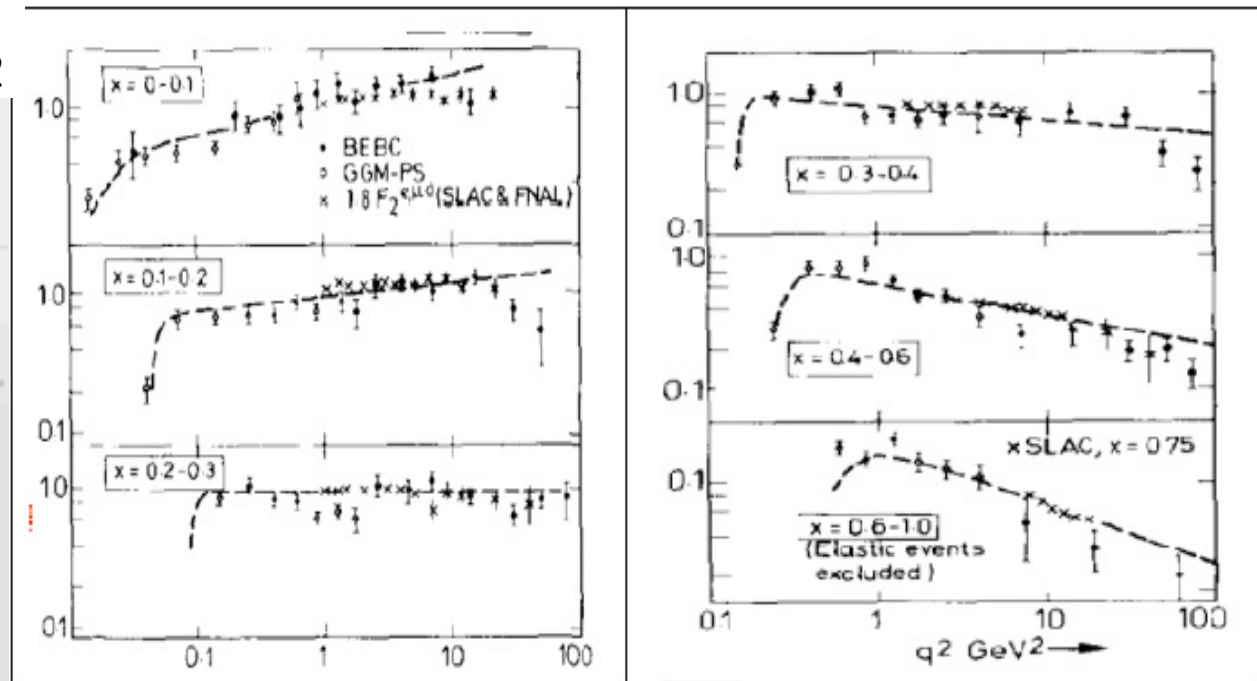 2
x = 0-0.1
1.0
BEBC
GGM-PS
× 1.8 F₂^e,μ,d (SLAC & FNAL)
x = 0.1-0.2
1.0
0.1
x = 0.2-0.3
1.0
0.1
0.1 1 10 100
1.0
x = 0.3-0.4
0.1
1.0
x = 0.4-0.6
0.1
× SLAC, x = 0.75
0.1
x = 0.6-1.0
(Elastic events
excluded)
0.1 1 10 100
q² GeV²